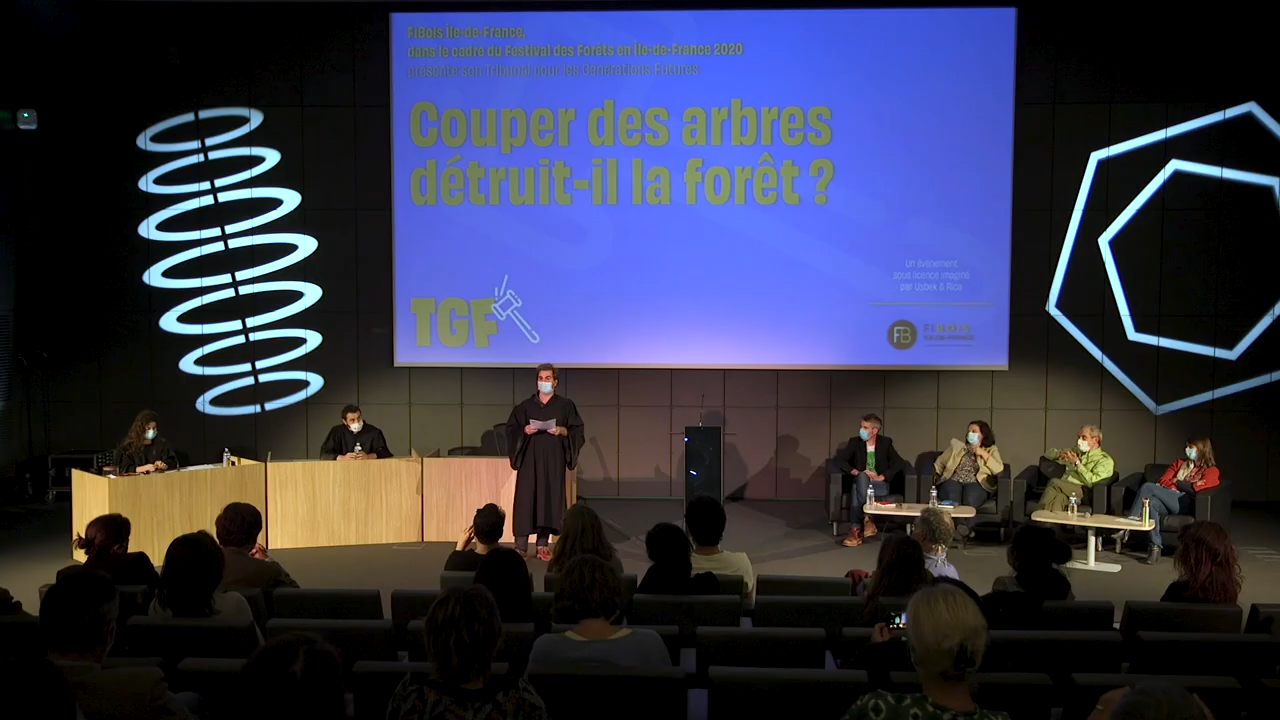 FiBois Île-de-France,
dans le cadre du Festival des Forêts en Île-de-France 2020
présente son Tribunal pour les Générations Futures
Couper des arbres
détruit-il la forêt ?
Un événement
sous licence imaginé
par Usbek & Rica
TGF
FB
FIBOIS